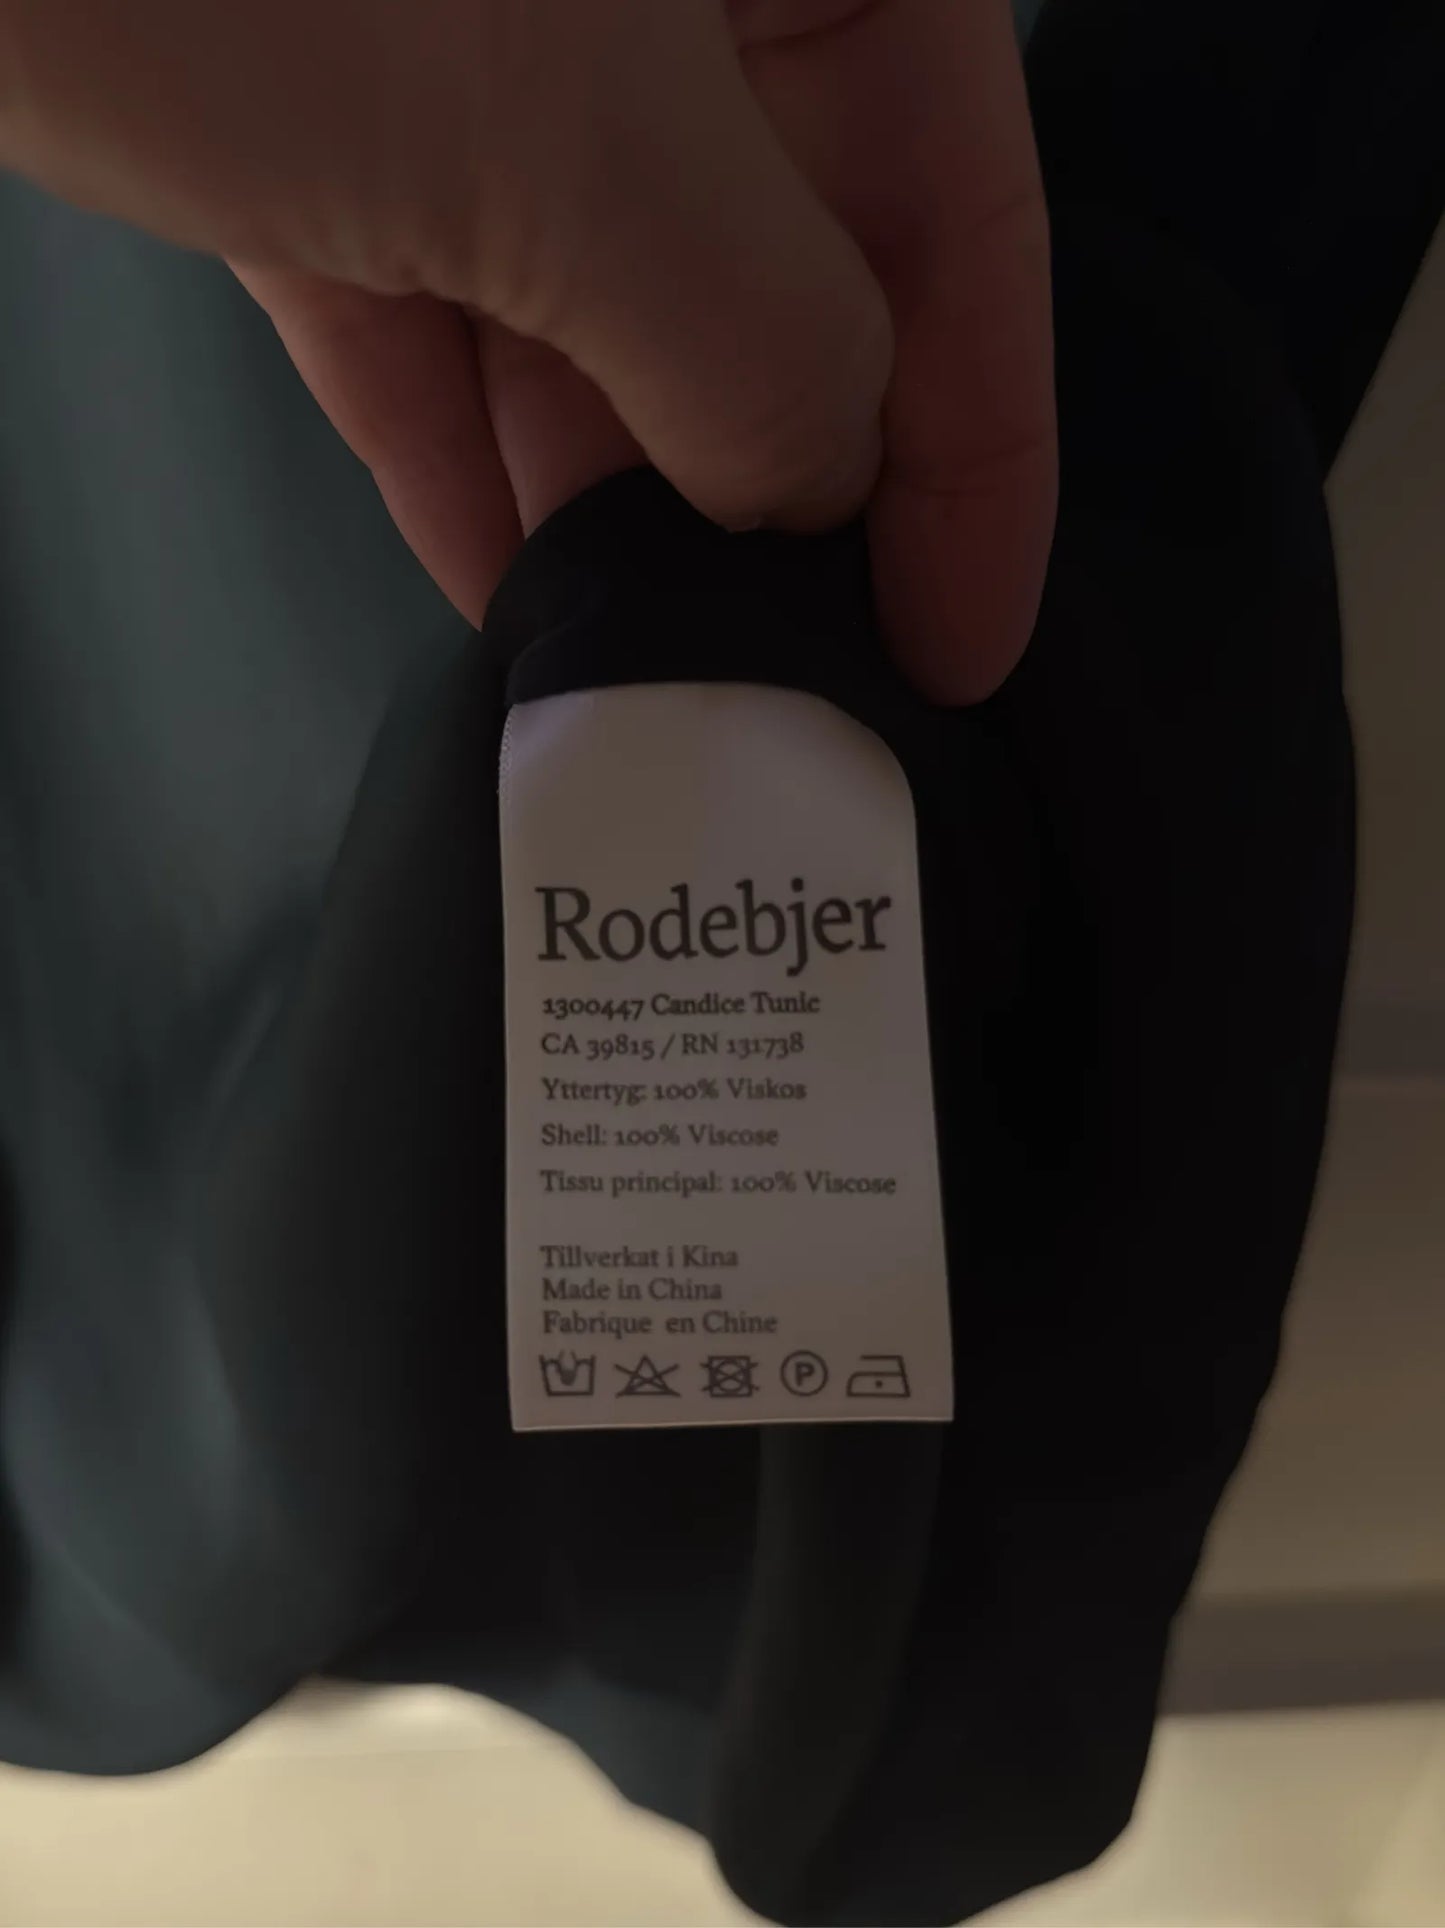 Rodebjer
1300447 Candice Tunic
CA 39815 / RN 131738
Yttertyg: 100% Viskos
Shell: 100% Viscose
Tissu principal: 100% Viscose
Tillverkat i Kina
Made in China
Fabrique en Chine
P